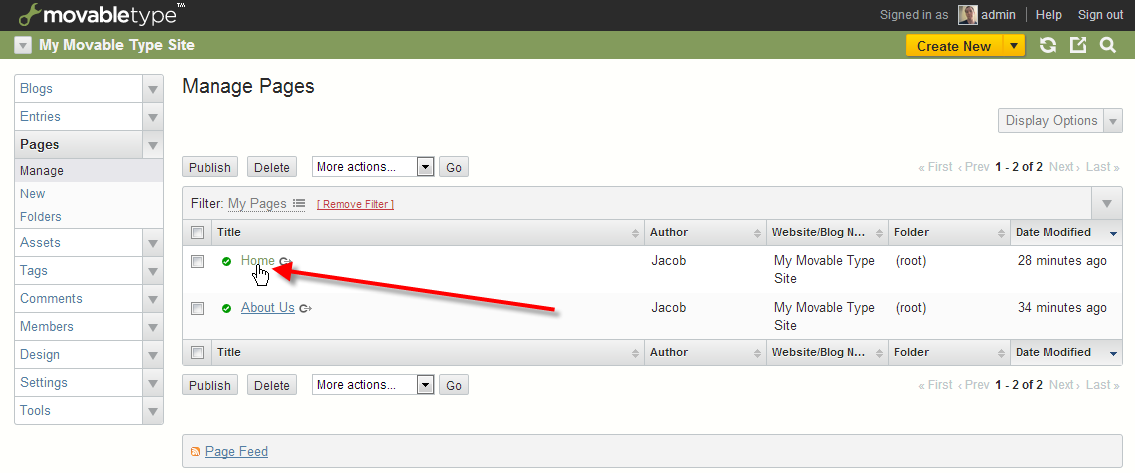 movabletype™
Signed in as admin Help Sign out
My Movable Type Site
Create New
Blogs
Entries
Pages
Manage
New
Folders
Assets
Tags
Comments
Members
Design
Settings
Tools
Manage Pages
Display Options
Publish Delete More actions... Go
« First ‹ Prev 1 - 2 of 2 Next › Last »
Filter: My Pages [ Remove Filter ]
Title Author Website/Blog N... Folder Date Modified
Home Jacob My Movable Type (root) 28 minutes ago
Site
About Us Jacob My Movable Type (root) 34 minutes ago
Site
Title Author Website/Blog N... Folder Date Modified
Publish Delete More actions... Go
« First ‹ Prev 1 - 2 of 2 Next › Last »
Page Feed